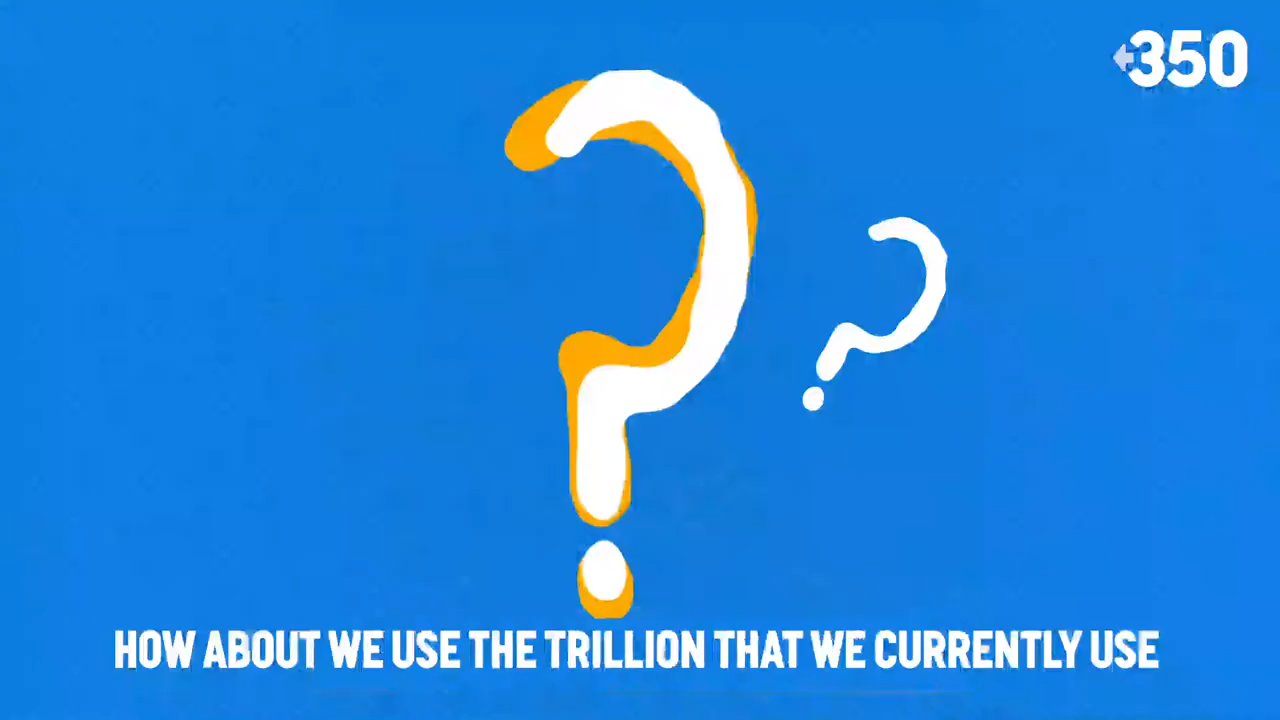 350
?
?
HOW ABOUT WE USE THE TRILLION THAT WE CURRENTLY USE